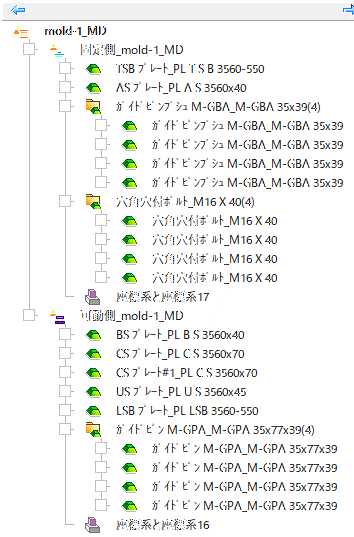 mold-1_MD
固定側_mold-1_MD
TSBプレート_PL T S B 3560-550
ASプレート_PL A S 3560x40
ガイドピンブシュ M-GBA_M-GBA 35x39(4)
ガイドピンブシュ M-GBA_M-GBA 35x39
ガイドピンブシュ M-GBA_M-GBA 35x39
ガイドピンブシュ M-GBA_M-GBA 35x39
ガイドピンブシュ M-GBA_M-GBA 35x39
六角穴付ボルト_M16 X 40(4)
六角穴付ボルト_M16 X 40
六角穴付ボルト_M16 X 40
六角穴付ボルト_M16 X 40
六角穴付ボルト_M16 X 40
座標系と座標系17
可動側_mold-1_MD
BSプレート_PL B S 3560x40
CSプレート_PL C S 3560x70
CSプレート#1_PL C S 3560x70
USプレート_PL U S 3560x45
LSBプレート_PL LSB 3560-550
ガイドピン M-GPA_M-GPA 35x77x39(4)
ガイドピン M-GPA_M-GPA 35x77x39
ガイドピン M-GPA_M-GPA 35x77x39
ガイドピン M-GPA_M-GPA 35x77x39
ガイドピン M-GPA_M-GPA 35x77x39
座標系と座標系16